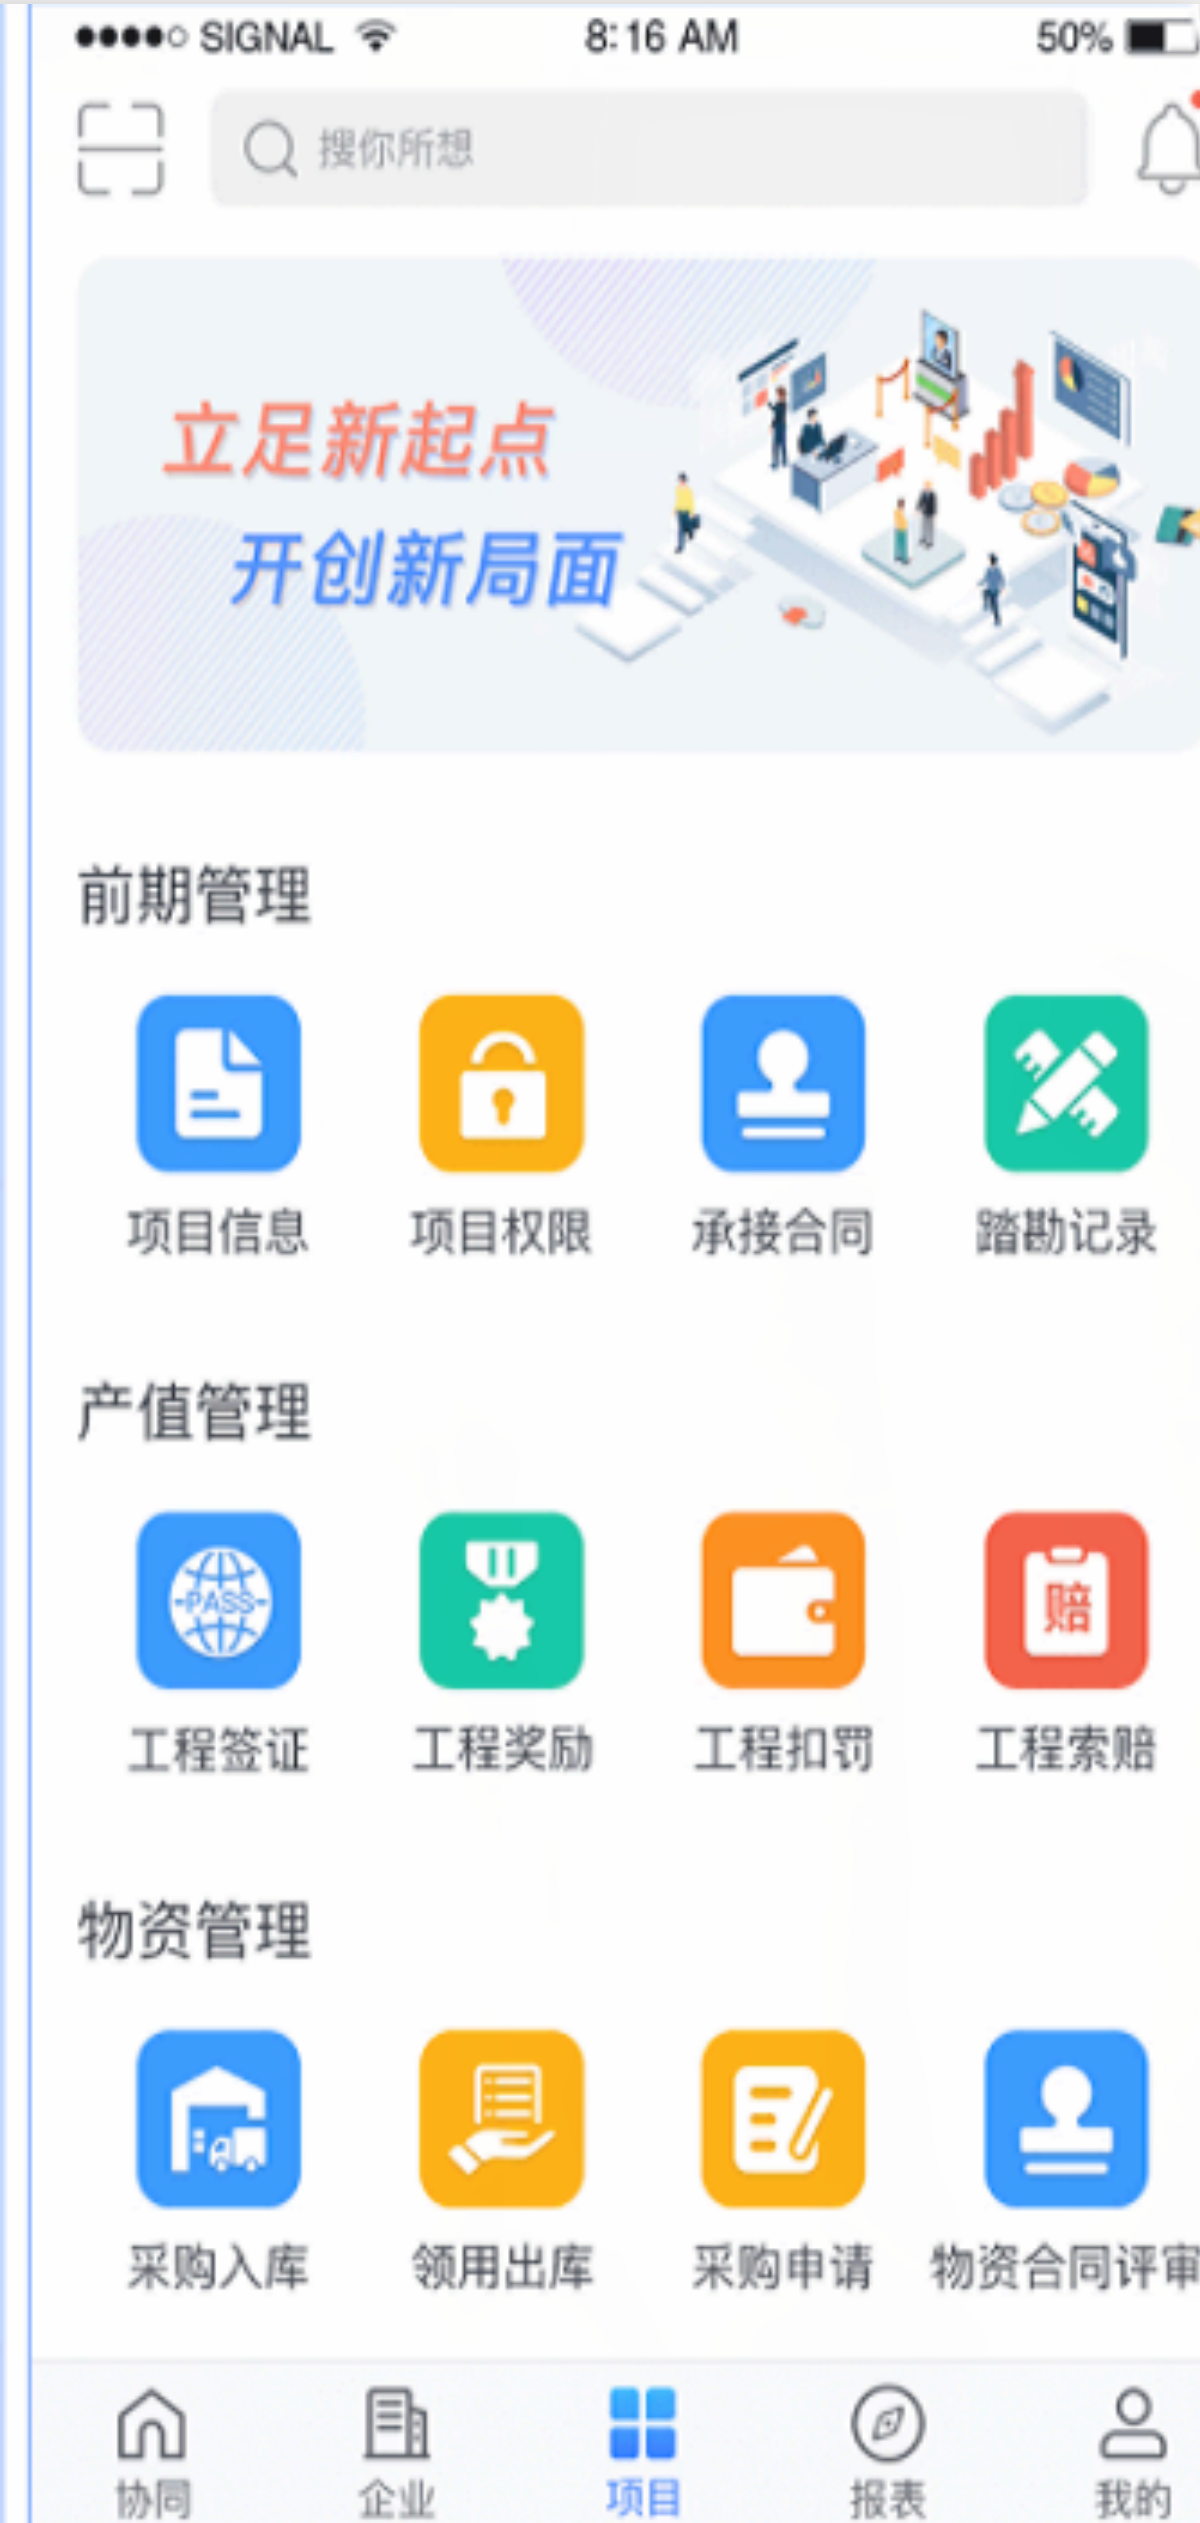 SIGNAL 8:16 AM 50%
搜你所想
立足新起点
开创新局面
前期管理
项目信息 项目权限 承接合同 踏勘记录
产值管理
PASS 赔
工程签证 工程奖励 工程扣罚 工程索赔
物资管理
采购入库 领用出库 采购申请 物资合同评审
协同 企业 项目 报表 我的